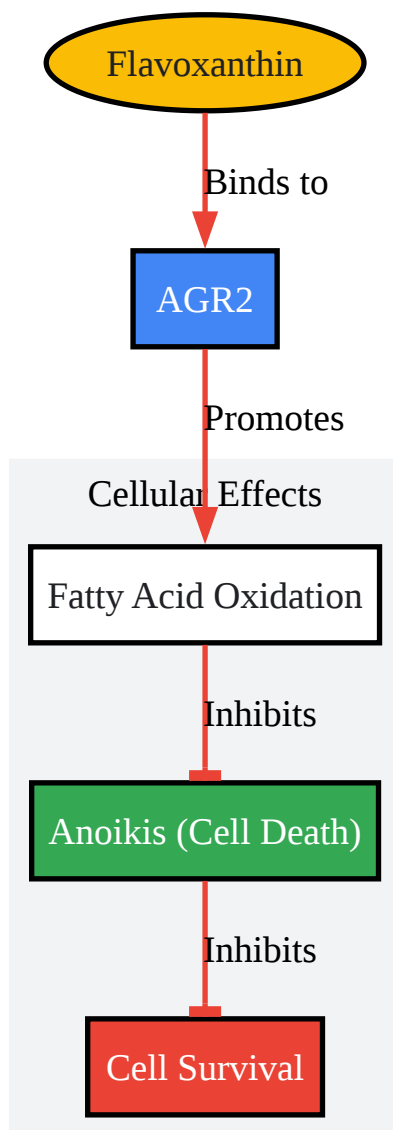 Flavoxanthin
Binds to
AGR2
Promotes
Cellular Effects
Fatty Acid Oxidation
Inhibits
Anoikis (Cell Death)
Inhibits
Cell Survival